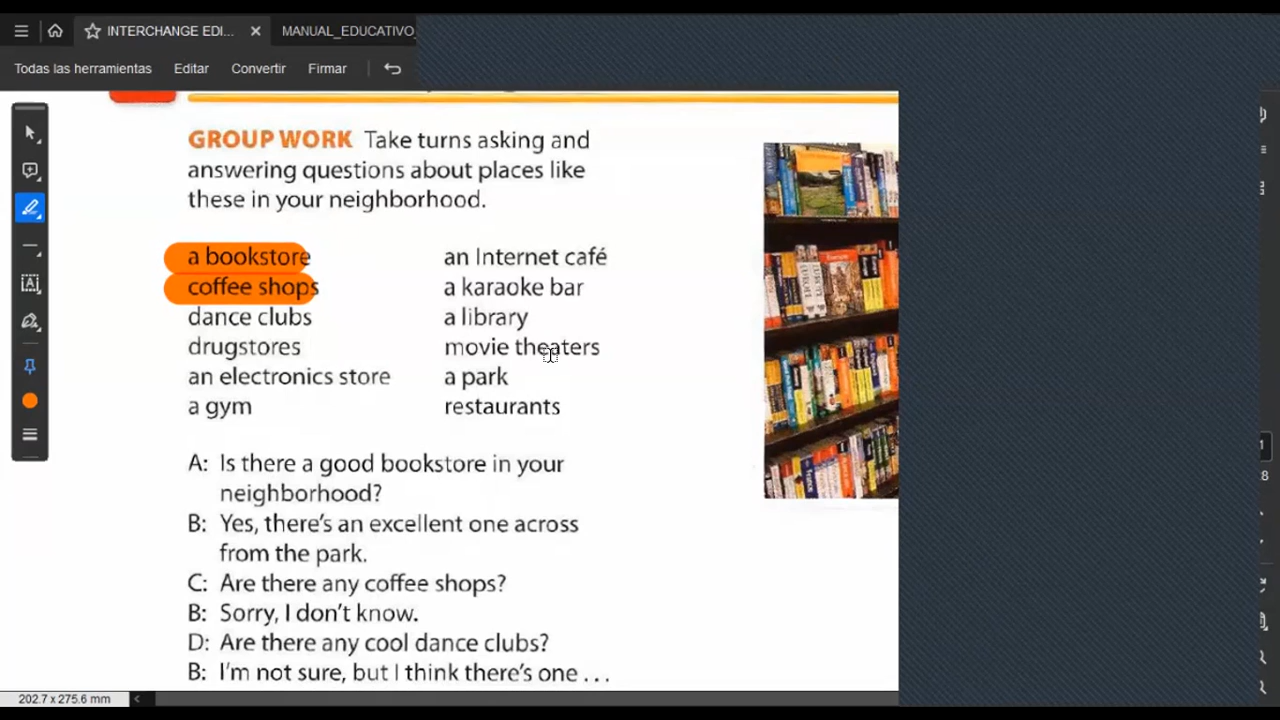 INTERCHANGE EDI...
MANUAL_EDUCATIVO_
Todas las herramientas
Editar
Convertir
Firmar
GROUP WORK Take turns asking and
answering questions about places like
these in your neighborhood.
a bookstore
coffee shops
dance clubs
drugstores
an electronics store
a gym
an Internet café
a karaoke bar
a library
movie theaters
a park
restaurants
A: Is there a good bookstore in your
neighborhood?
B: Yes, there's an excellent one across
from the park.
C: Are there any coffee shops?
B: Sorry, I don't know.
D: Are there any cool dance clubs?
B: I'm not sure, but I think there's one . . .
202.7 x 275.6 mm